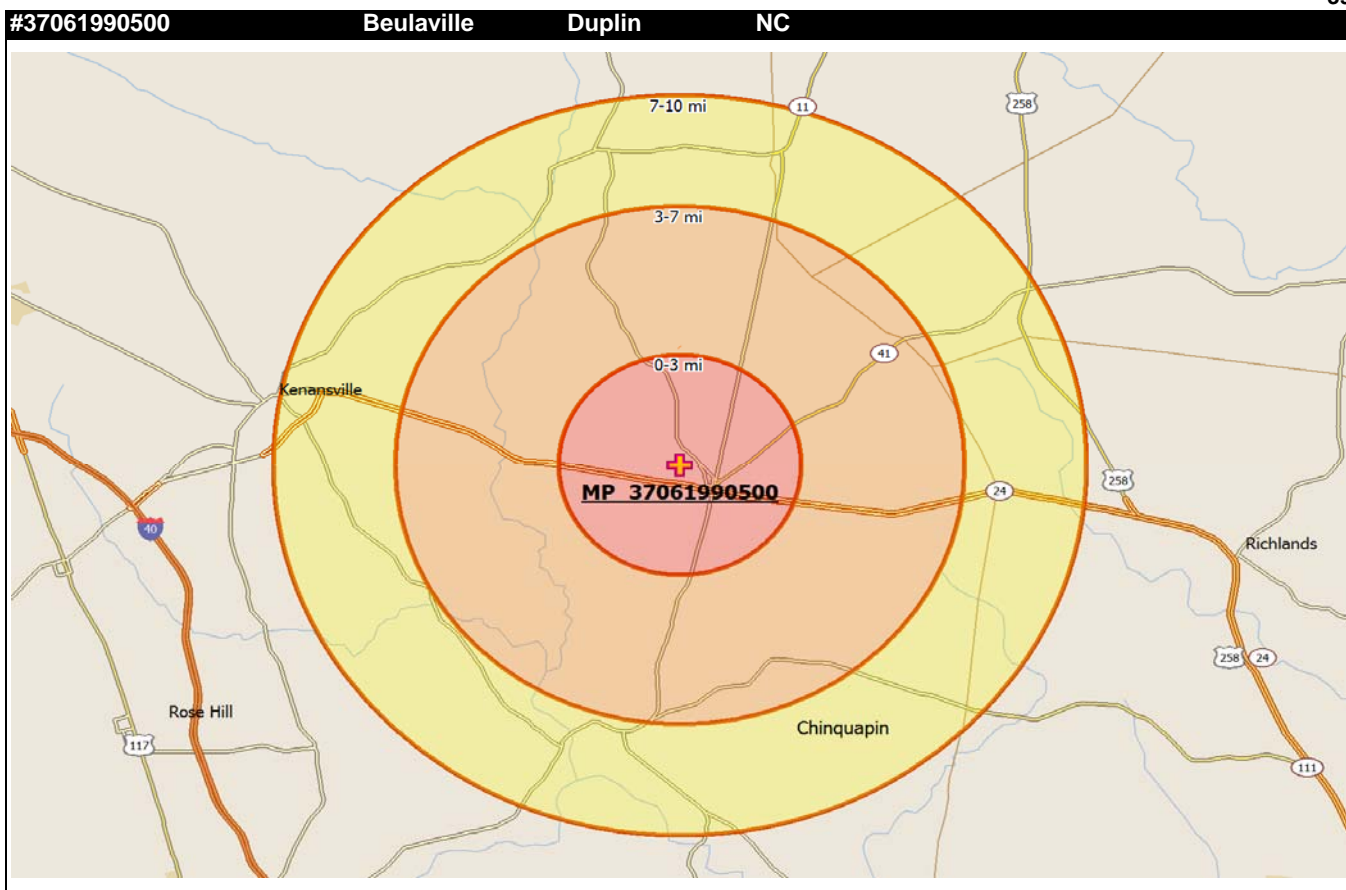 #37061990500 Beulaville Duplin NC
7-10 mi
11
258
3-7 mi
0-3 mi
41
Kenansville
MP 37061990500
258
24
40
Richlands
258 24
Rose Hill
Chinquapin
117
111